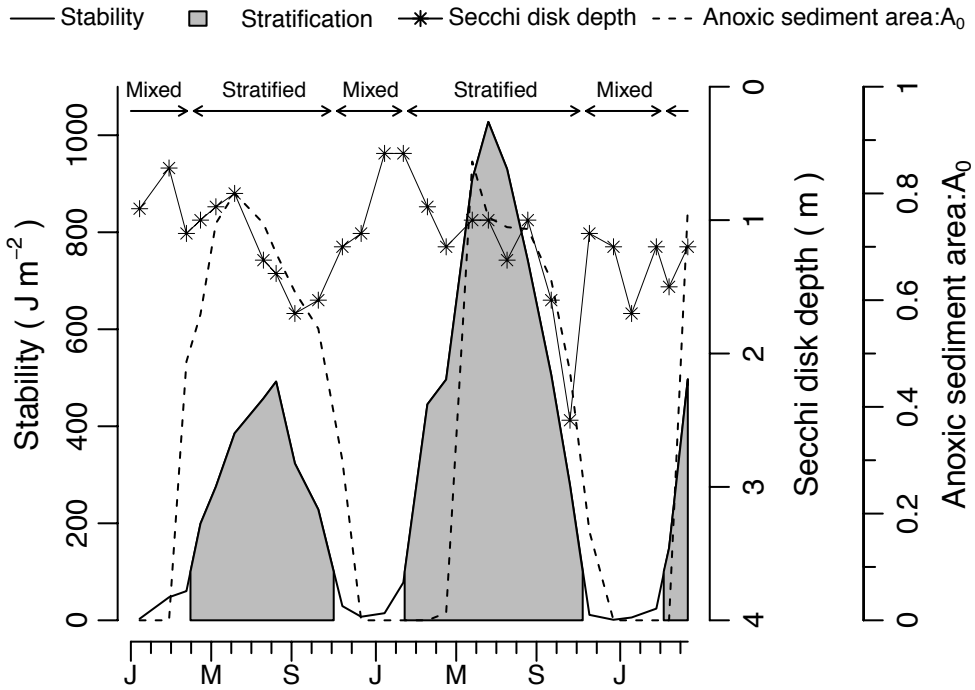 Stability Stratification Secchi disk depth Anoxic sediment area:A₀
Mixed Stratified Mixed Stratified Mixed
Stability ( J m⁻² )
0 200 400 600 800 1000
Secchi disk depth ( m )
0 1 2 3 4
Anoxic sediment area:A₀
0 0.2 0.4 0.6 0.8 1
J M S J M S J